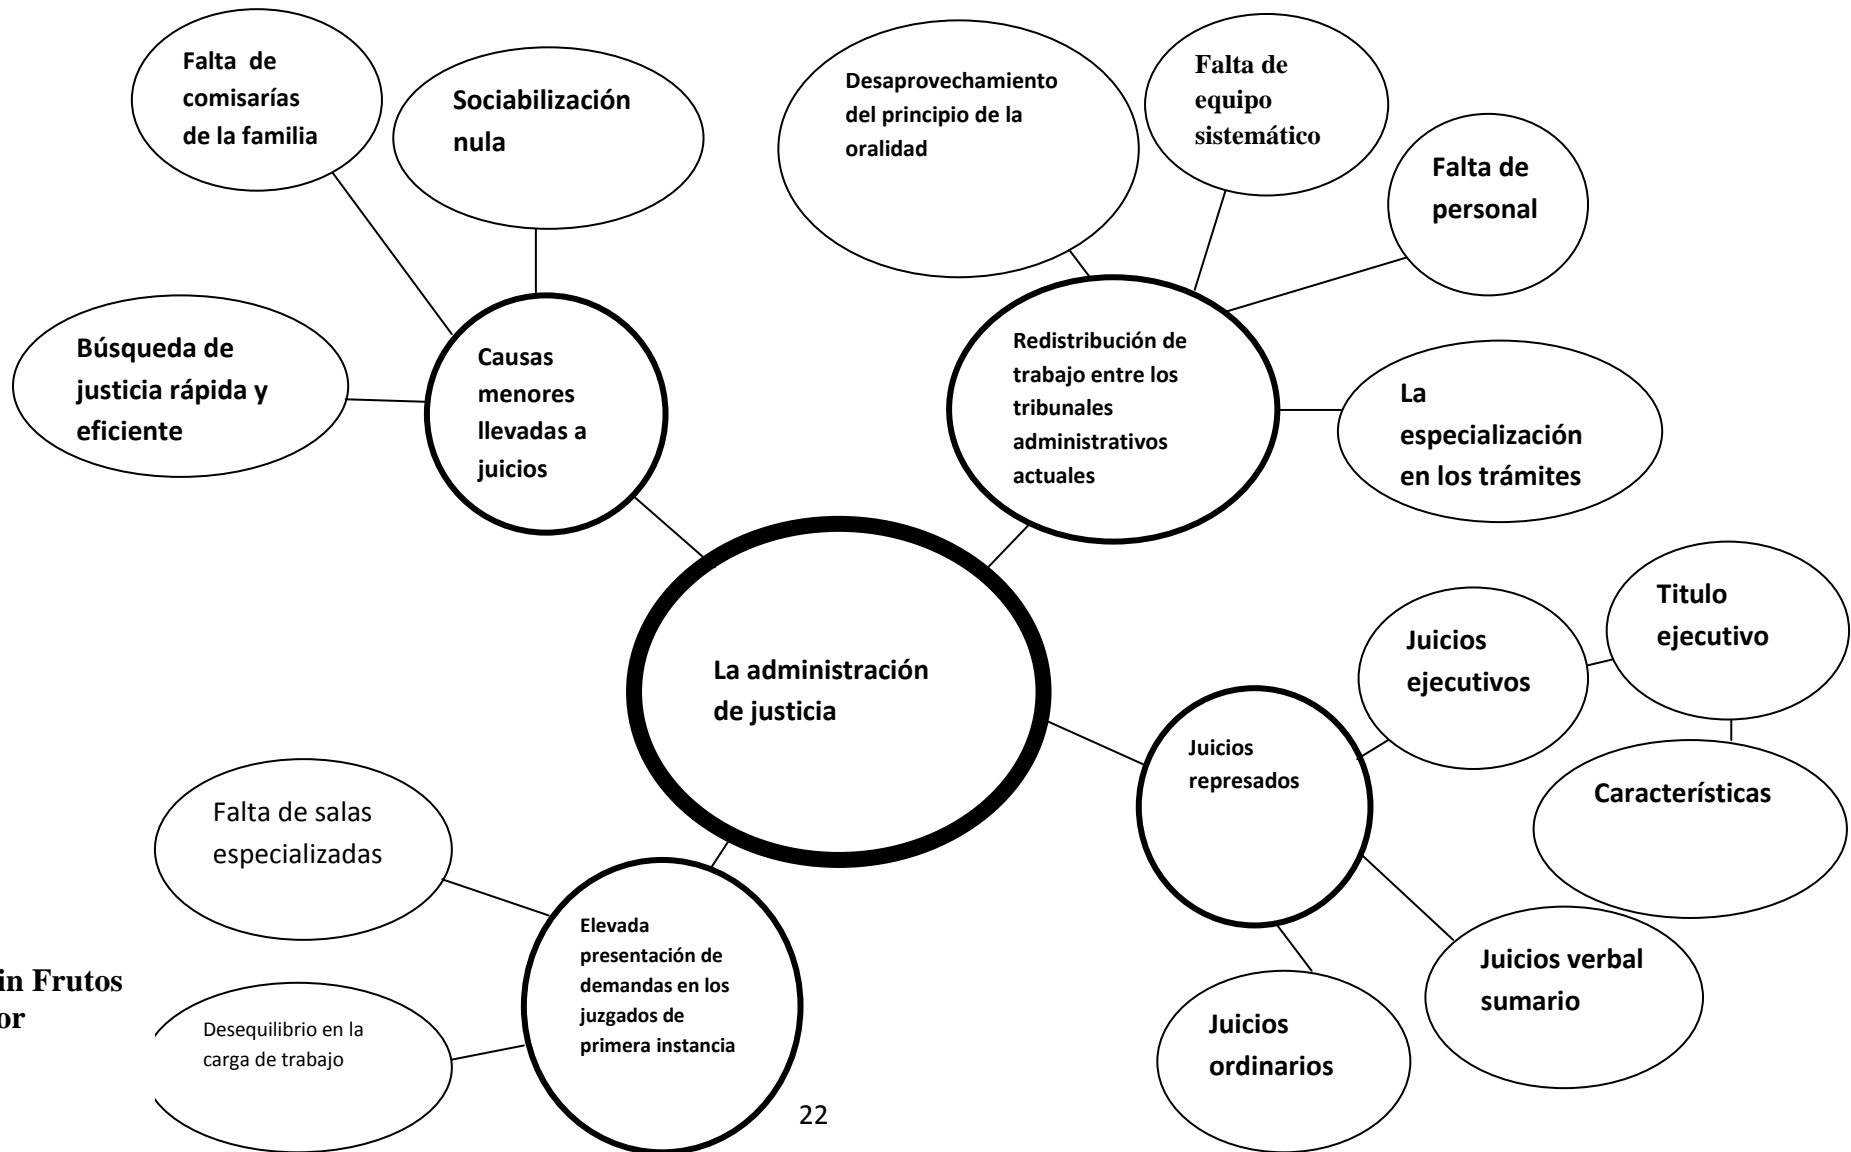 Falta de
comisarías
de la familia
Sociabilización
nula
Desaprovechamiento
del principio de la
oralidad
Falta de
equipo
sistemático
Falta de
personal
Búsqueda de
justicia rápida y
eficiente
Causas
menores
llevadas a
juicios
Redistribución de
trabajo entre los
tribunales
administrativos
actuales
La
especialización
en los trámites
La administración
de justicia
Juicios
ejecutivos
Titulo
ejecutivo
Características
Juicios
represados
Juicios verbal
sumario
Juicios
ordinarios
Falta de salas
especializadas
Elevada
presentación de
demandas en los
juzgados de
primera instancia
Desequilibrio en la
carga de trabajo
in Frutos
or
22